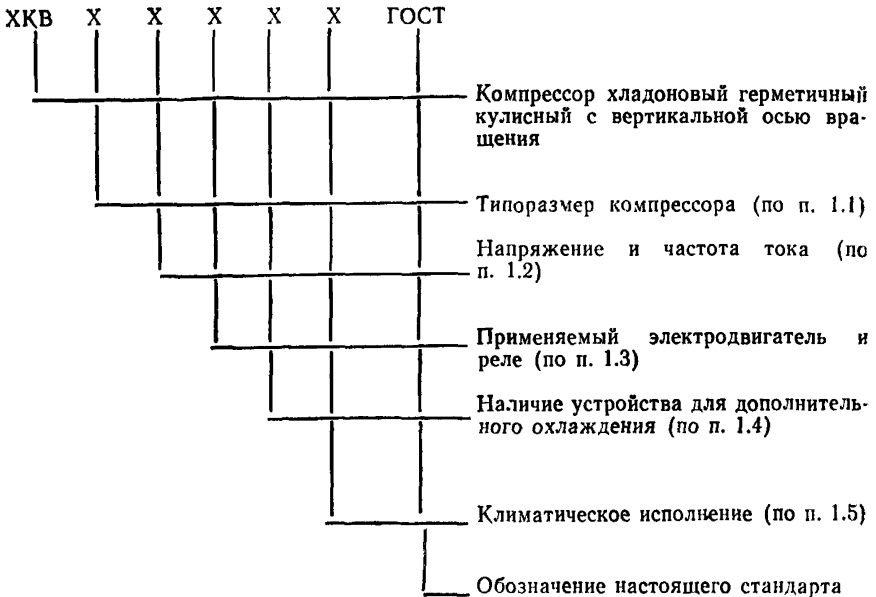 ХКВ Х Х Х Х Х ГОСТ
Компрессор хладоновый герметичный
кулисный с вертикальной осью вра-
щения
Типоразмер компрессора (по п. 1.1)
Напряжение и частота тока (по
п. 1.2)
Применяемый электродвигатель и
реле (по п. 1.3)
Наличие устройства для дополнитель-
ного охлаждения (по п. 1.4)
Климатическое исполнение (по п. 1.5)
Обозначение настоящего стандарта